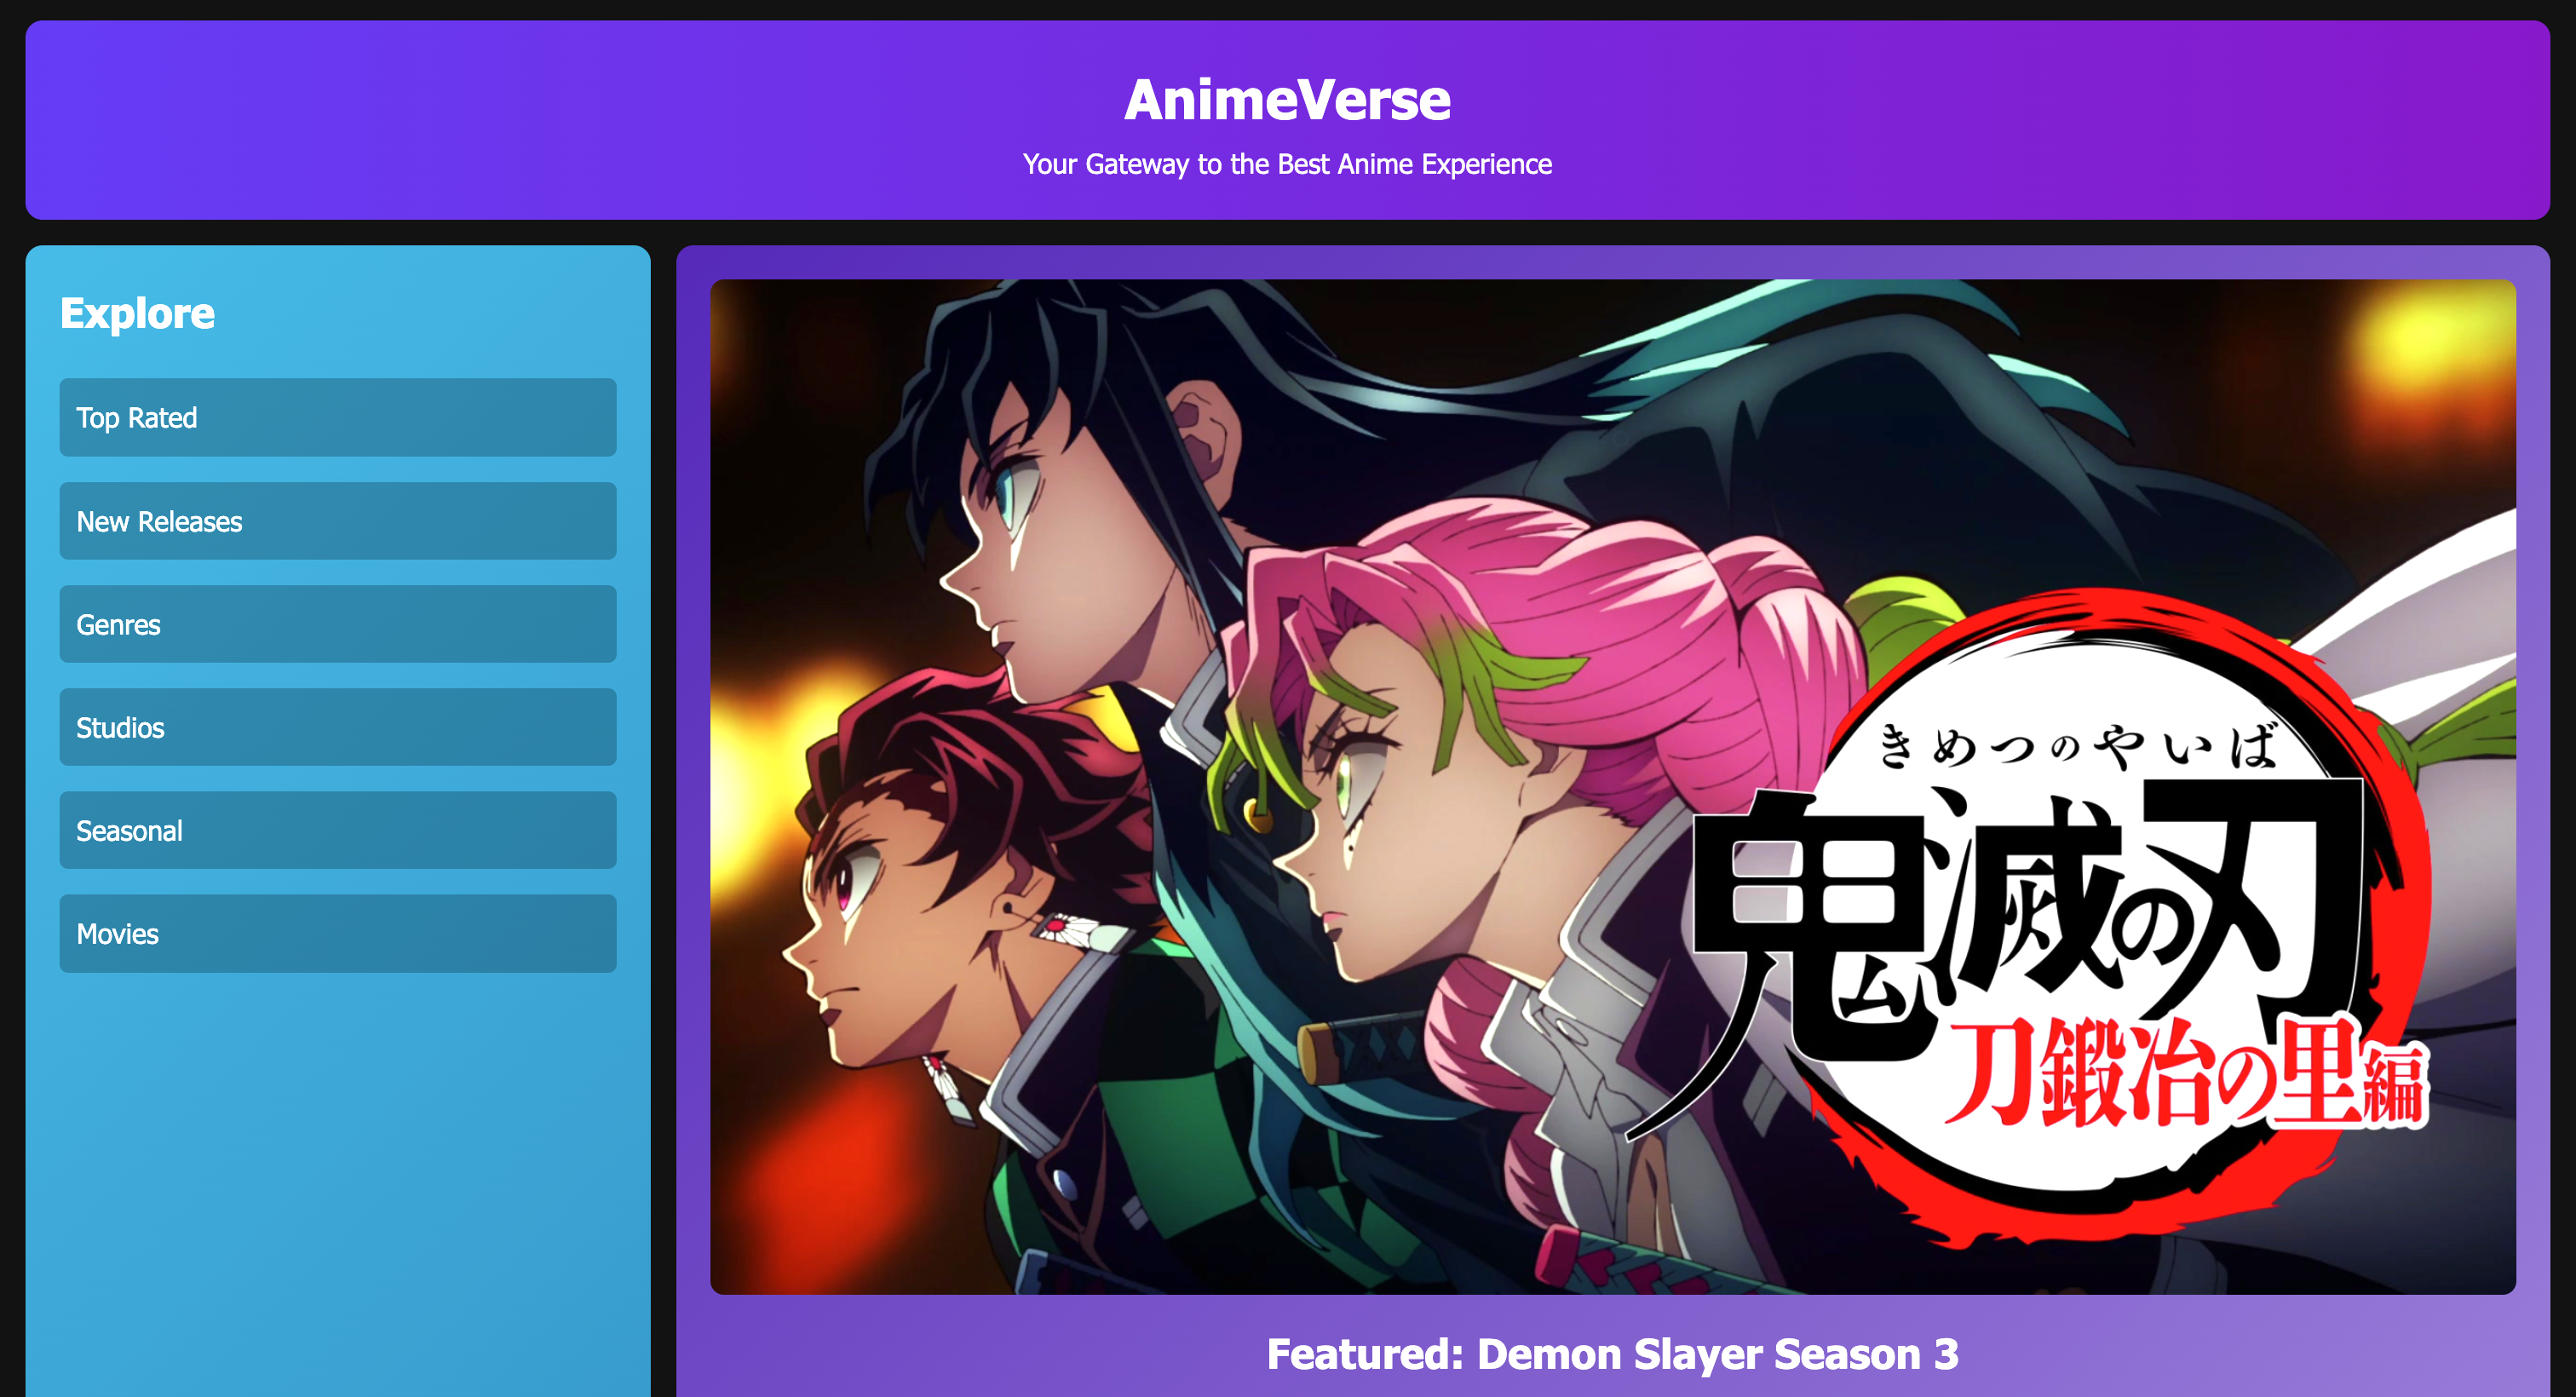 AnimeVerse
Your Gateway to the Best Anime Experience
Explore
Top Rated
New Releases
Genres
Studios
Seasonal
Movies
きめつのやいば
鬼滅の刃
刀鍛冶の里編
Featured: Demon Slayer Season 3